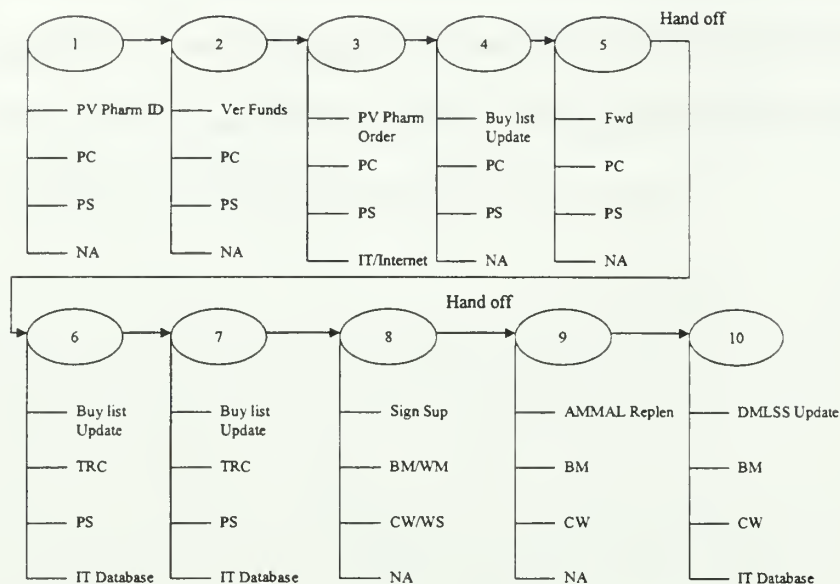 Hand off
1
2
3
4
5
PV Pharm ID
PC
PS
NA
Ver Funds
PC
PS
NA
PV Pharm
Order
PC
PS
IT/Internet
Buy list
Update
PC
PS
NA
Fwd
PC
PS
NA
Hand off
6
7
8
9
10
Buy list
Update
TRC
PS
IT Database
Buy list
Update
TRC
PS
IT Database
Sign Sup
BM/WM
CW/WS
NA
AMMAL Replen
BM
CW
NA
DMLSS Update
BM
CW
IT Database